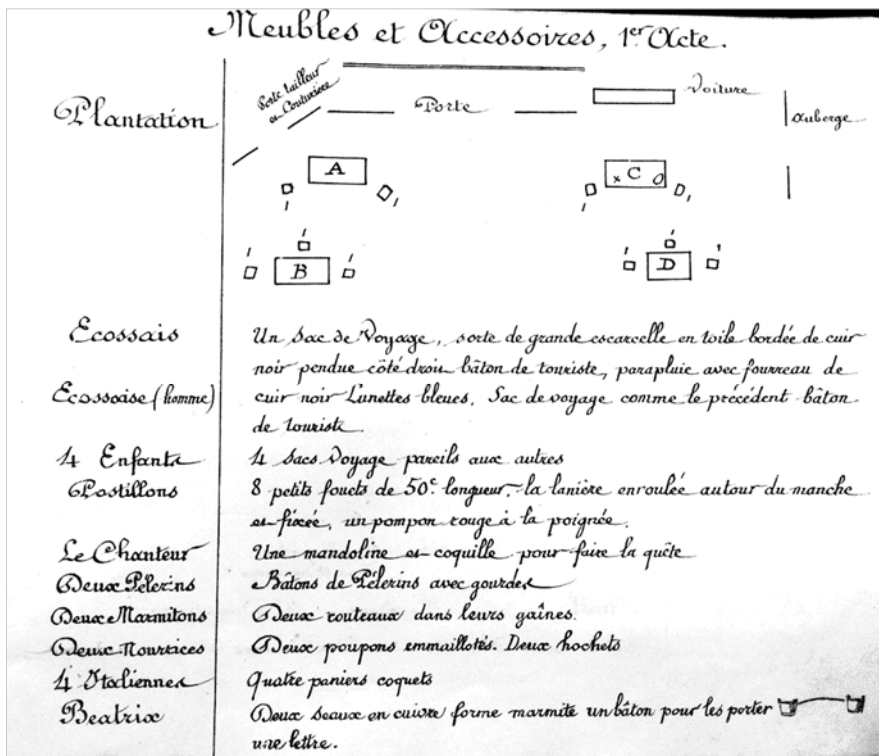 Meubles et Accessoires, 1er Acte.
Plantation
Porte tailleur
et Couturière
Porte
Voiture
Auberge
A
C
B
D
Ecossais
Un Sac de Voyage, sorte de grande escarcelle en toile bordée de cuir
noir pendue côté droit bâton de touriste, parapluie avec fourreau de
Ecossaise (homme) cuir noir Lunettes bleues. Sac de voyage comme le précédent bâton
de touriste
4 Enfants 4 Sacs Voyage pareils aux autres
Postillons 8 petits fouets de 50c. longueur. la lanière enroulée autour du manche
et fixée, un pompon rouge à la poignée.
Le Chanteur Une mandoline et coquille pour faire la quête
Deux Pèlerins Bâtons de Pélerins avec gourdes
Deux Marmitons Deux couteaux dans leurs gaînes.
Deux Nourrices Deux poupons emmaillotés. Deux hochets
4 Italiennes Quatre paniers coquets
Beatrix Deux seaux en cuivre forme marmite un bâton pour les porter
une lettre.